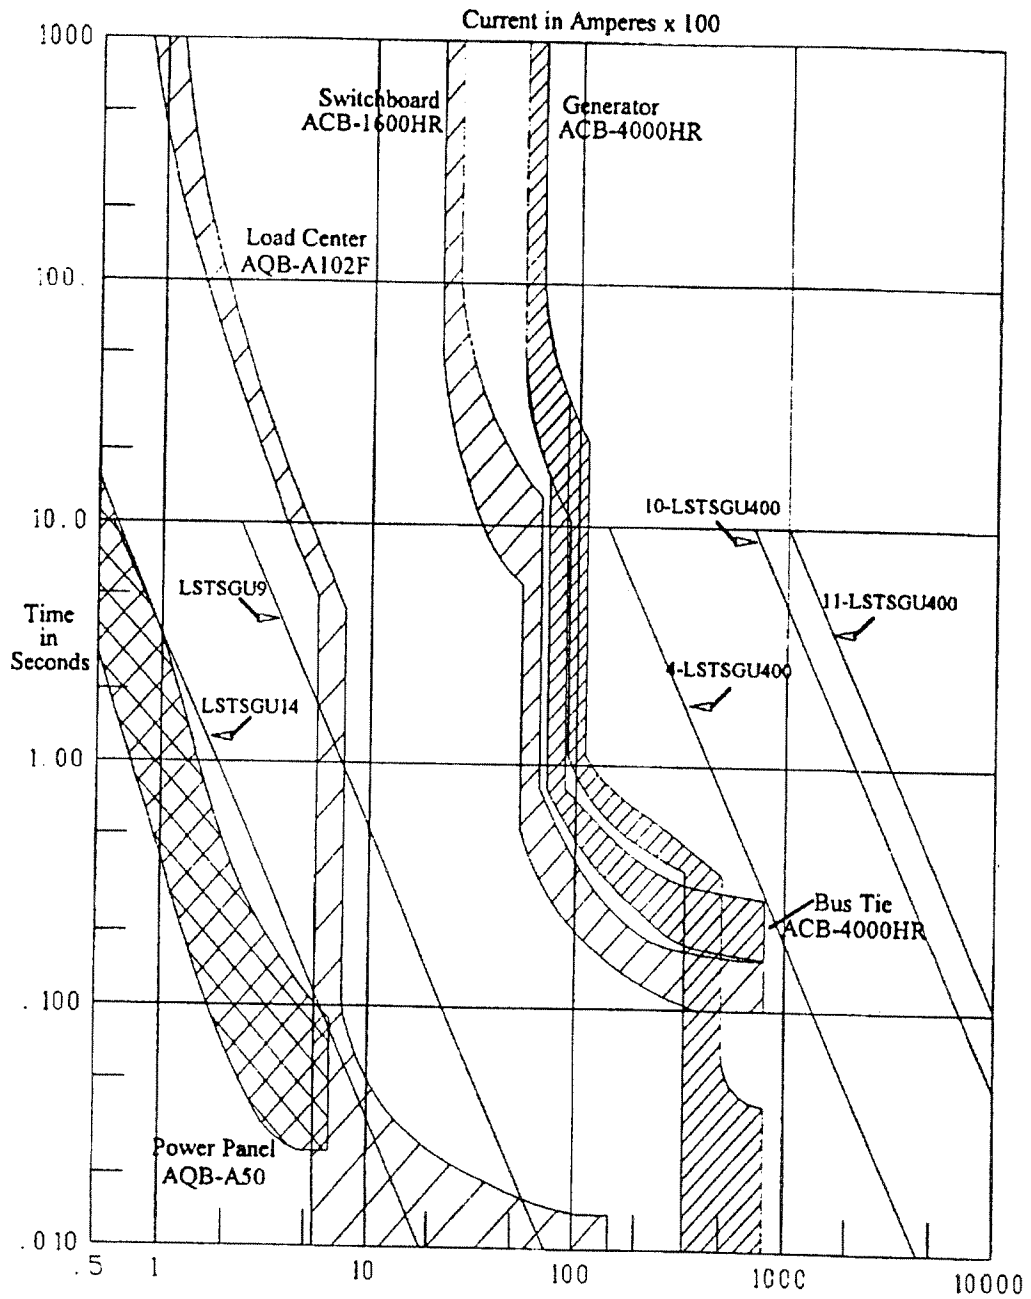 Current in Amperes x 100
1000
Switchboard
ACB-1600HR
Generator
ACB-4000HR
Load Center
AQB-A102F
100.
10.0
10-LSTSGU400
LSTSGU9
11-LSTSGU400
Time
in
Seconds
4-LSTSGU400
LSTSGU14
1.00
Bus Tie
ACB-4000HR
.100
Power Panel
AQB-A50
.010
.5
1
10
100
1000
10000